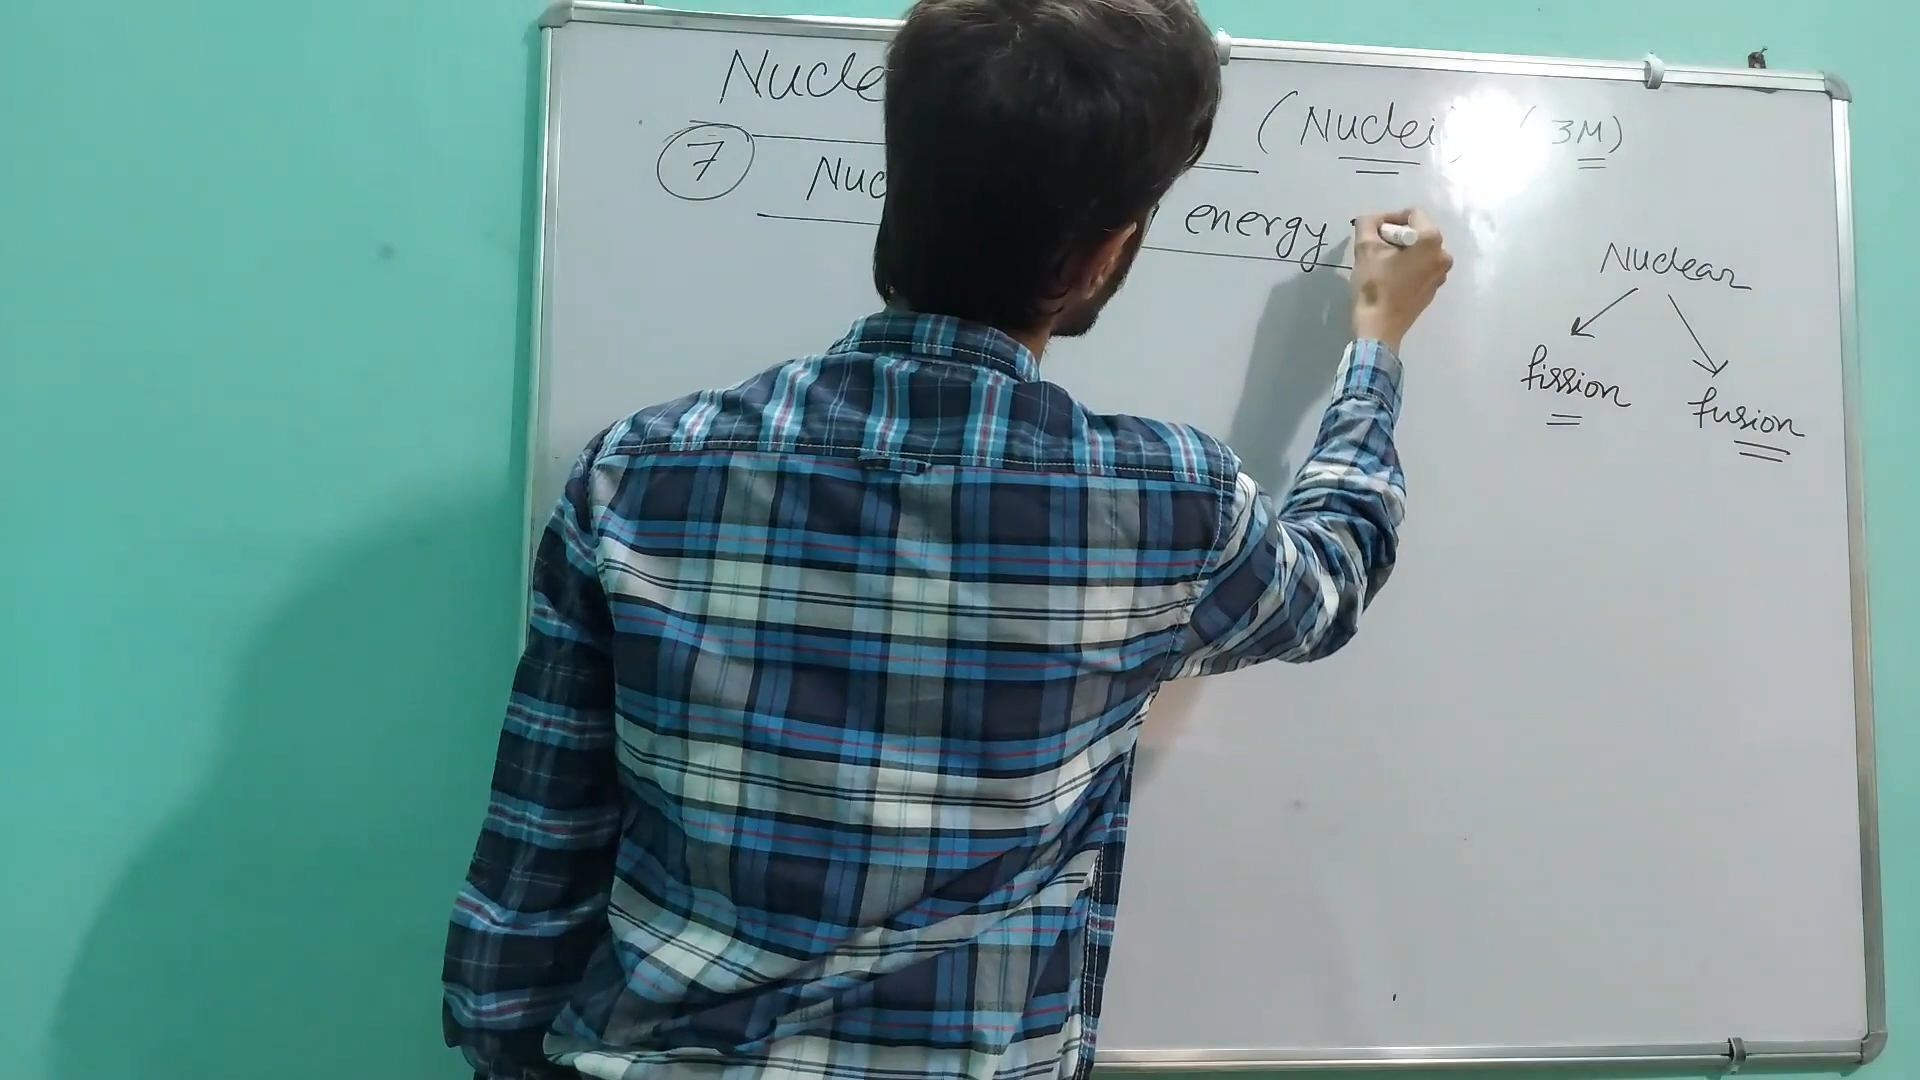 Nucle
(Nuclei) (3M)
7 Nuc
energy
Nuclear
fission
fusion